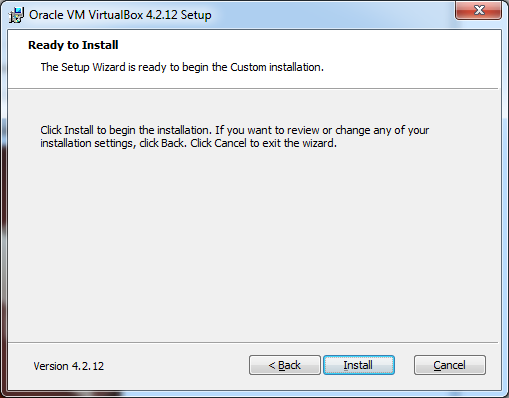 Oracle VM VirtualBox 4.2.12 Setup
Ready to Install
The Setup Wizard is ready to begin the Custom installation.
Click Install to begin the installation. If you want to review or change any of your
installation settings, click Back. Click Cancel to exit the wizard.
Version 4.2.12
< Back
Install
Cancel